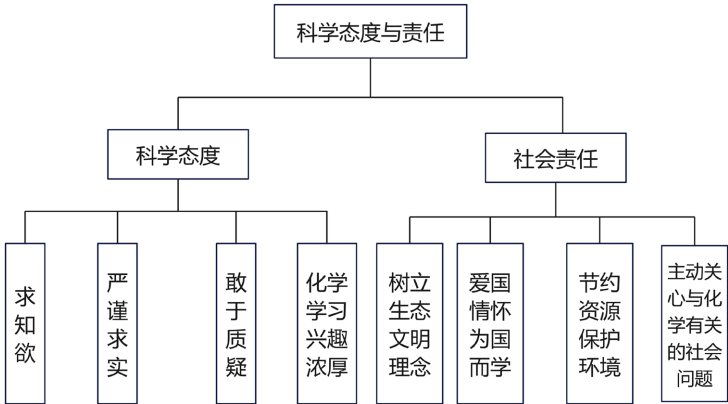 科学态度与责任
科学态度
社会责任
求
知
欲
严
谨
求
实
敢
于
质
疑
化学
学习
兴趣
浓厚
树立
生态
文明
理念
爱国
情怀
为国
而学
节约
资源
保护
环境
主动关
心与化
学有关
的社会
问题